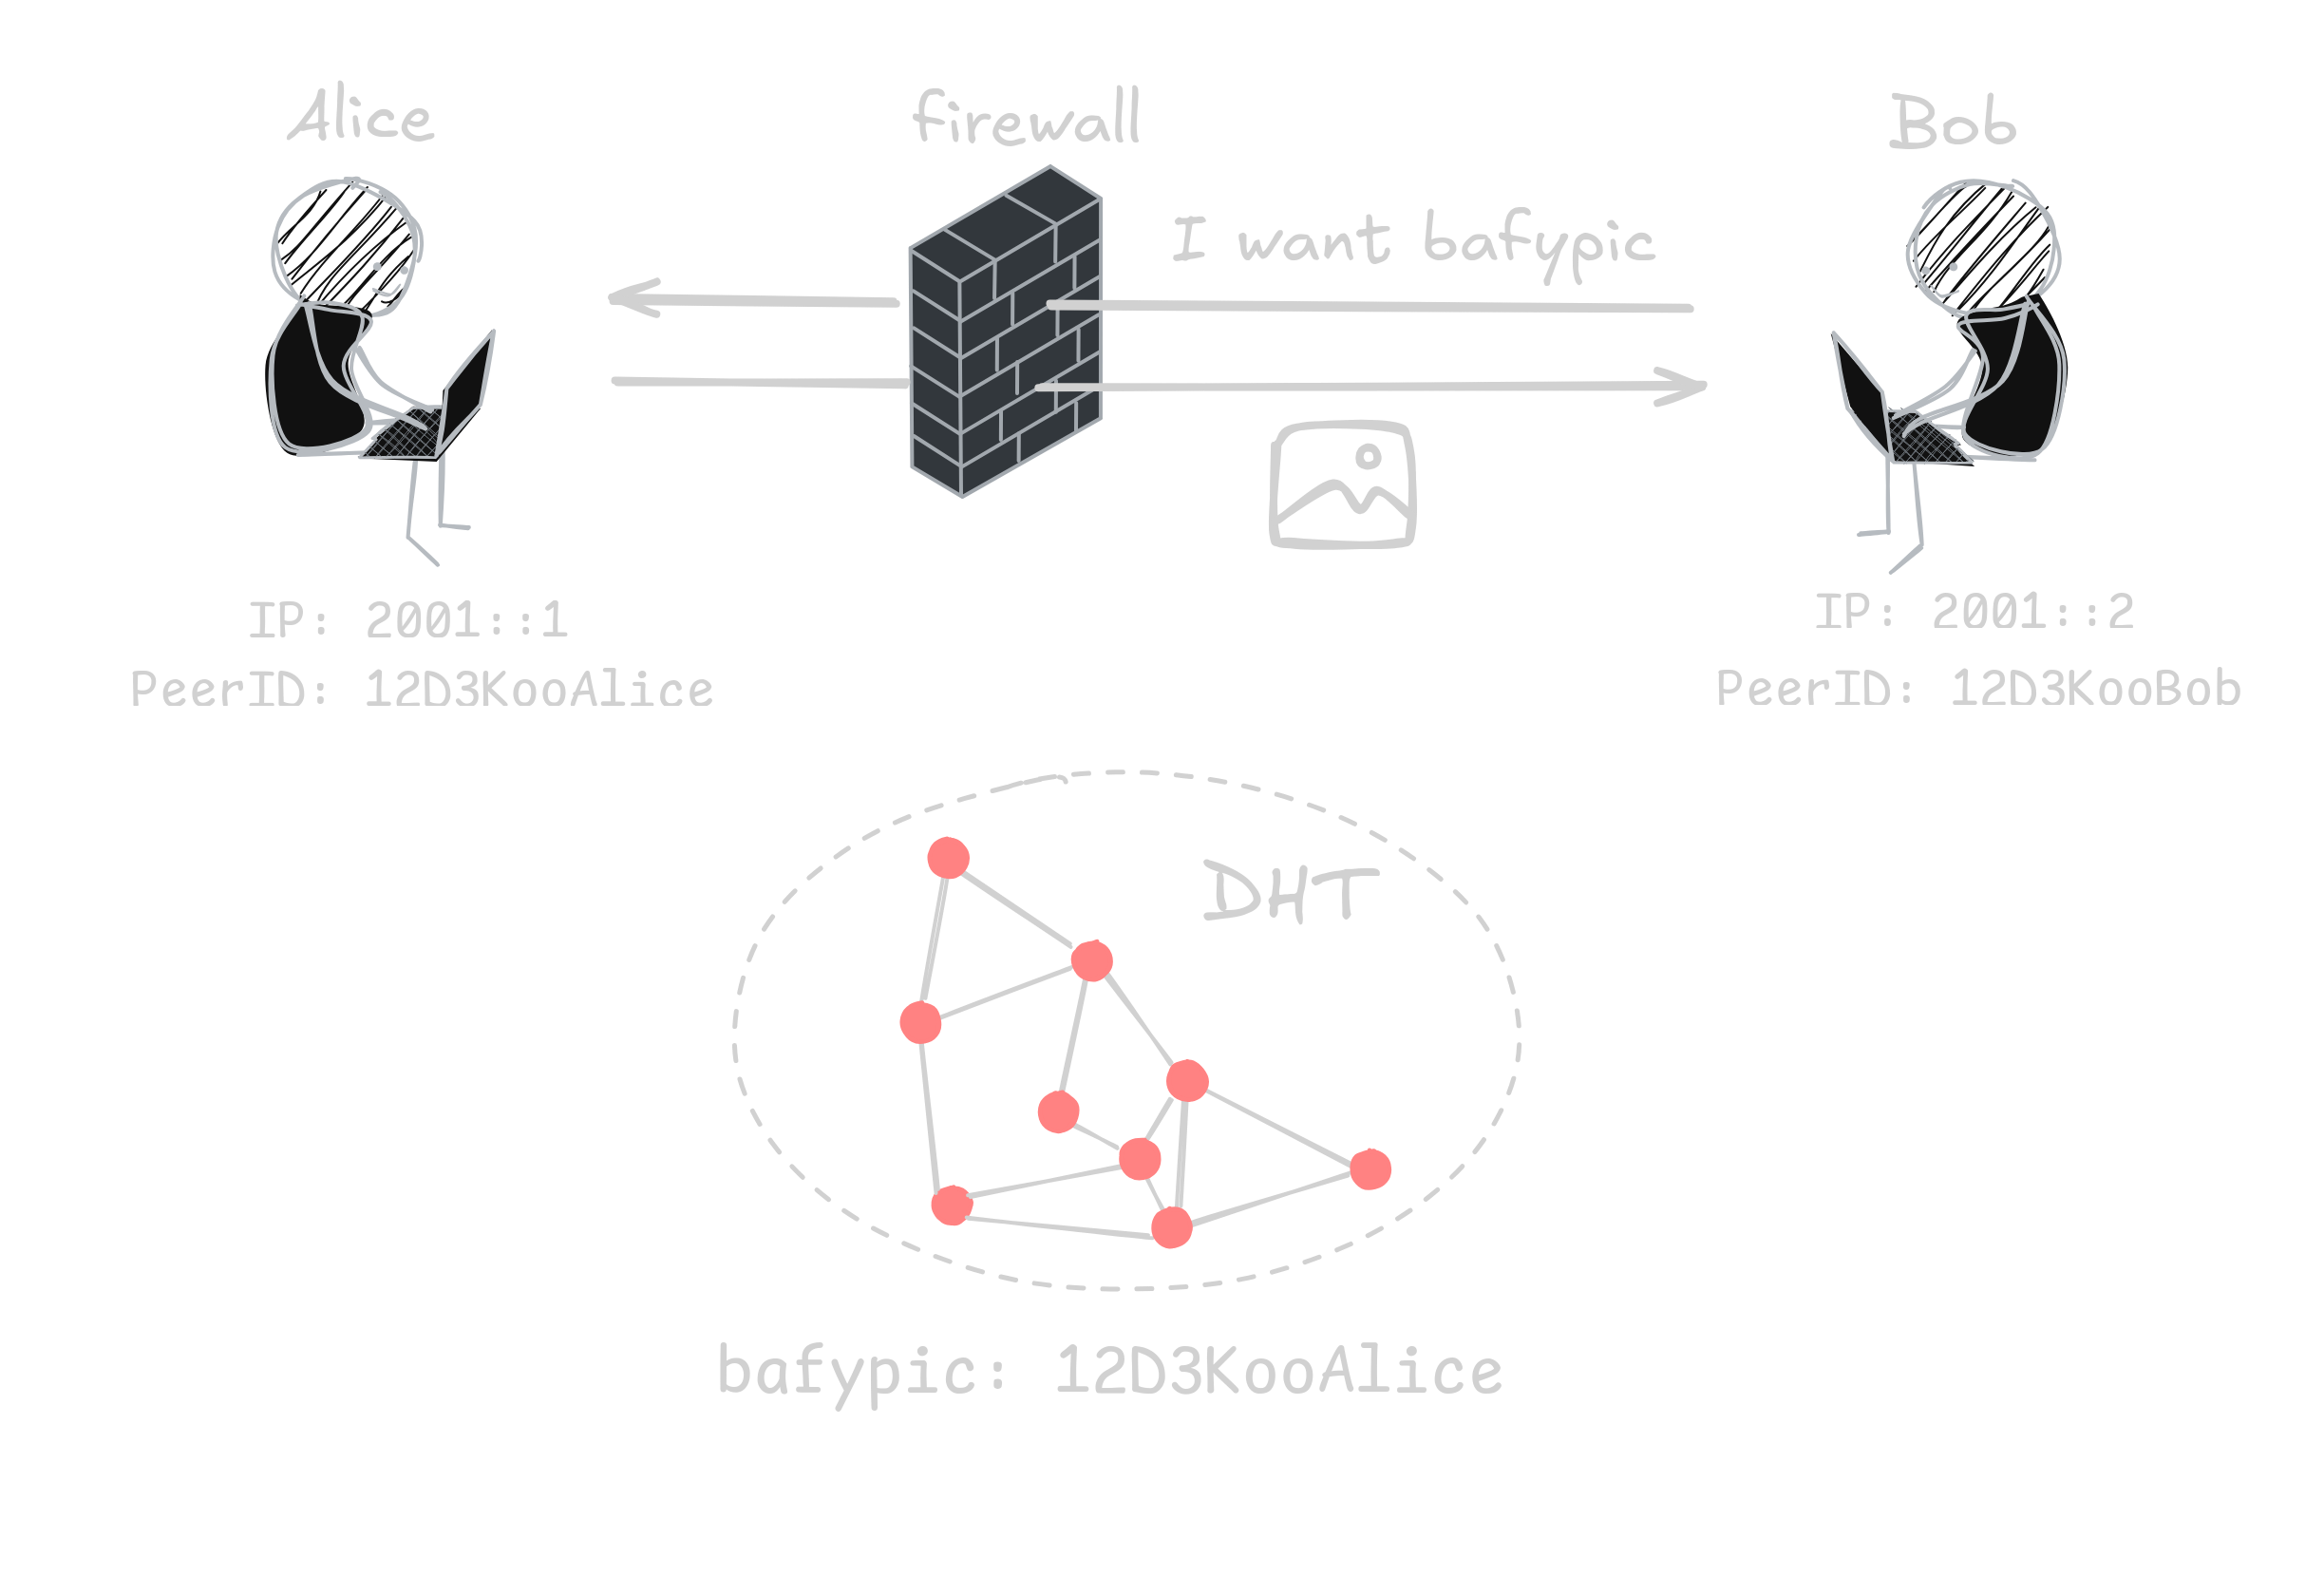 Alice
firewall
Bob
I want bafypic
IP: 2001::1
PeerID: 12D3KooAlice
IP: 2001::2
PeerID: 12D3KooBob
DHT
bafypic: 12D3KooAlice